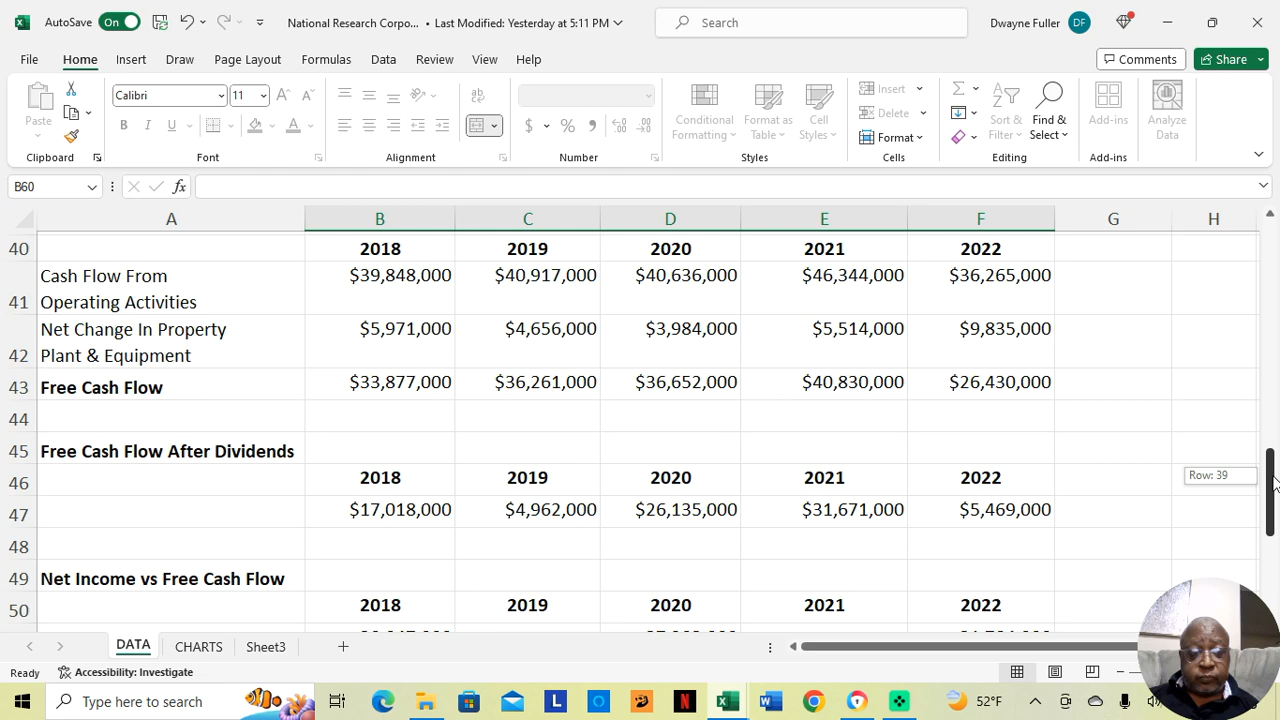 AutoSave On National Research Corpo... • Last Modified: Yesterday at 5:11 PM Search Dwayne Fuller DF
File Home Insert Draw Page Layout Formulas Data Review View Help Comments Share
Paste Calibri 11 Conditional Formatting Format as Table Cell Styles Insert Delete Format Sort & Filter Find & Select Add-ins Analyze Data
Clipboard Font Alignment Number Styles Cells Editing Add-ins
B60 fx
A B C D E F G H
40 2018 2019 2020 2021 2022
Cash Flow From $39,848,000 $40,917,000 $40,636,000 $46,344,000 $36,265,000
41 Operating Activities
Net Change In Property $5,971,000 $4,656,000 $3,984,000 $5,514,000 $9,835,000
42 Plant & Equipment
43 Free Cash Flow $33,877,000 $36,261,000 $36,652,000 $40,830,000 $26,430,000
44
45 Free Cash Flow After Dividends
46 2018 2019 2020 2021 2022 Row: 39
47 $17,018,000 $4,962,000 $26,135,000 $31,671,000 $5,469,000
48
49 Net Income vs Free Cash Flow
50 2018 2019 2020 2021 2022
DATA CHARTS Sheet3
Ready Accessibility: Investigate
Type here to search 52°F